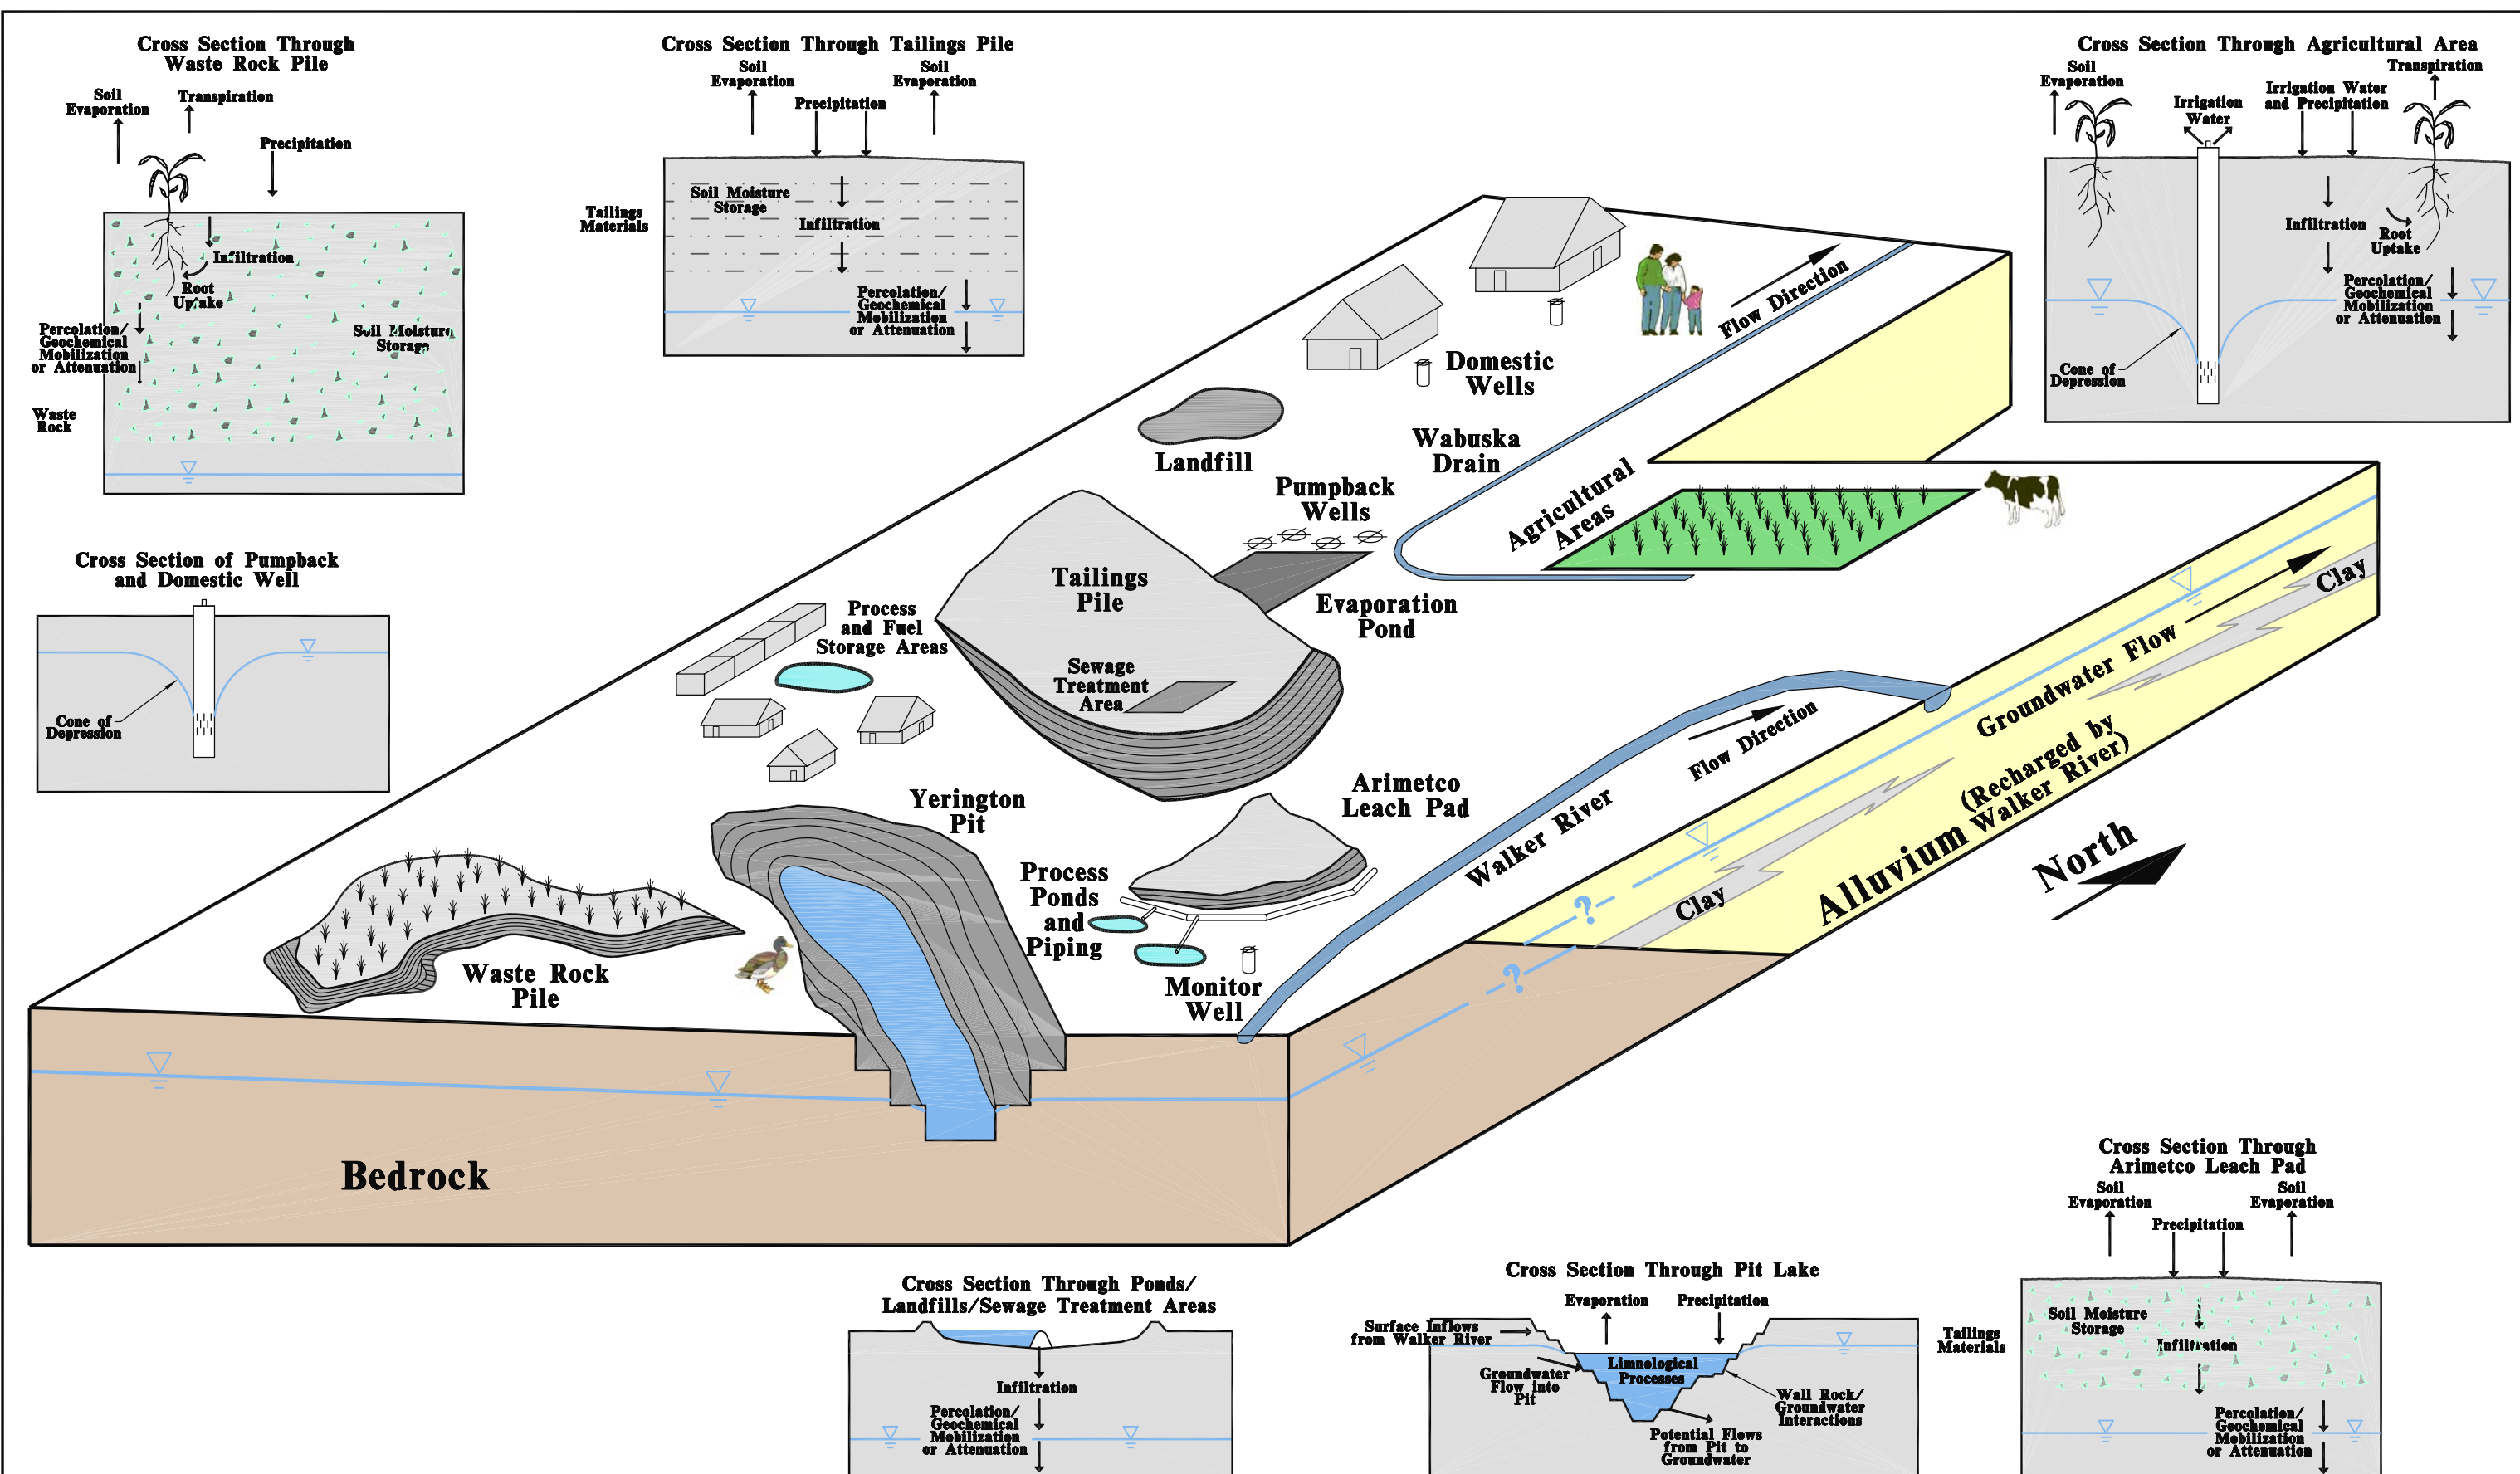 Cross Section Through
Waste Rock Pile
Soil
Evaporation
Transpiration
Precipitation
Infiltration
Root
Uptake
Percolation/
Geochemical
Mobilization
or Attenuation
Soil Moisture
Storage
Waste
Rock
Cross Section Through Tailings Pile
Soil
Evaporation
Soil
Evaporation
Precipitation
Tailings
Materials
Soil Moisture
Storage
Infiltration
Percolation/
Geochemical
Mobilization
or Attenuation
Cross Section Through Agricultural Area
Soil
Evaporation
Irrigation
Water
Irrigation Water
and Precipitation
Transpiration
Infiltration
Root
Uptake
Percolation/
Geochemical
Mobilization
or Attenuation
Cone of
Depression
Cross Section of Pumpback
and Domestic Well
Cone of
Depression
Flow Direction
Domestic
Wells
Landfill
Wabuska
Drain
Pumpback
Wells
Agricultural
Areas
Tailings
Pile
Evaporation
Pond
Process
and Fuel
Storage Areas
Sewage
Treatment
Area
Clay
Groundwater Flow
(Recharged by
Walker River)
Flow Direction
Walker River
Arimetco
Leach Pad
Yerington
Pit
Process
Ponds
and
Piping
Monitor
Well
Waste Rock
Pile
?
?
Clay
Alluvium
North
Bedrock
Cross Section Through Ponds/
Landfills/Sewage Treatment Areas
Infiltration
Percolation/
Geochemical
Mobilization
or Attenuation
Cross Section Through Pit Lake
Evaporation
Precipitation
Surface Inflows
from Walker River
Limnological
Processes
Groundwater
Flow into
Pit
Wall Rock/
Groundwater
Interactions
Potential Flows
from Pit to
Groundwater
Cross Section Through
Arimetco Leach Pad
Soil
Evaporation
Soil
Evaporation
Precipitation
Tailings
Materials
Soil Moisture
Storage
Infiltration
Percolation/
Geochemical
Mobilization
or Attenuation